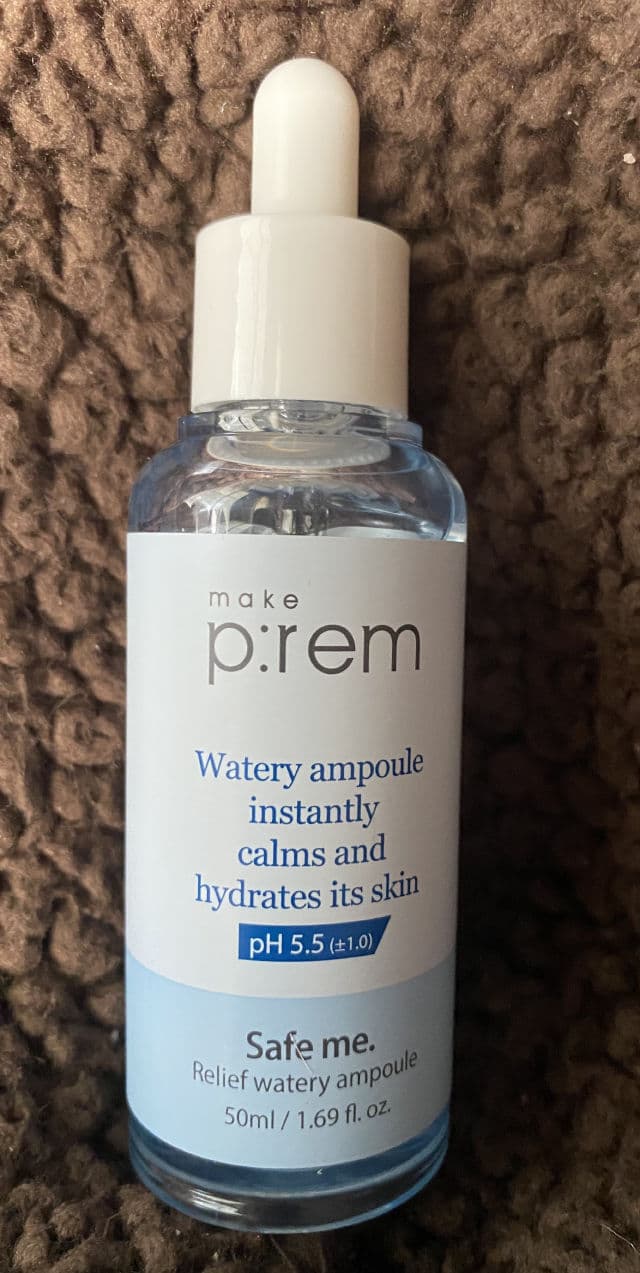 make
p:rem
Watery ampoule
instantly
calms and
hydrates its skin
pH 5.5 (±1.0)
Safe me.
Relief watery ampoule
50ml / 1.69 fl. oz.